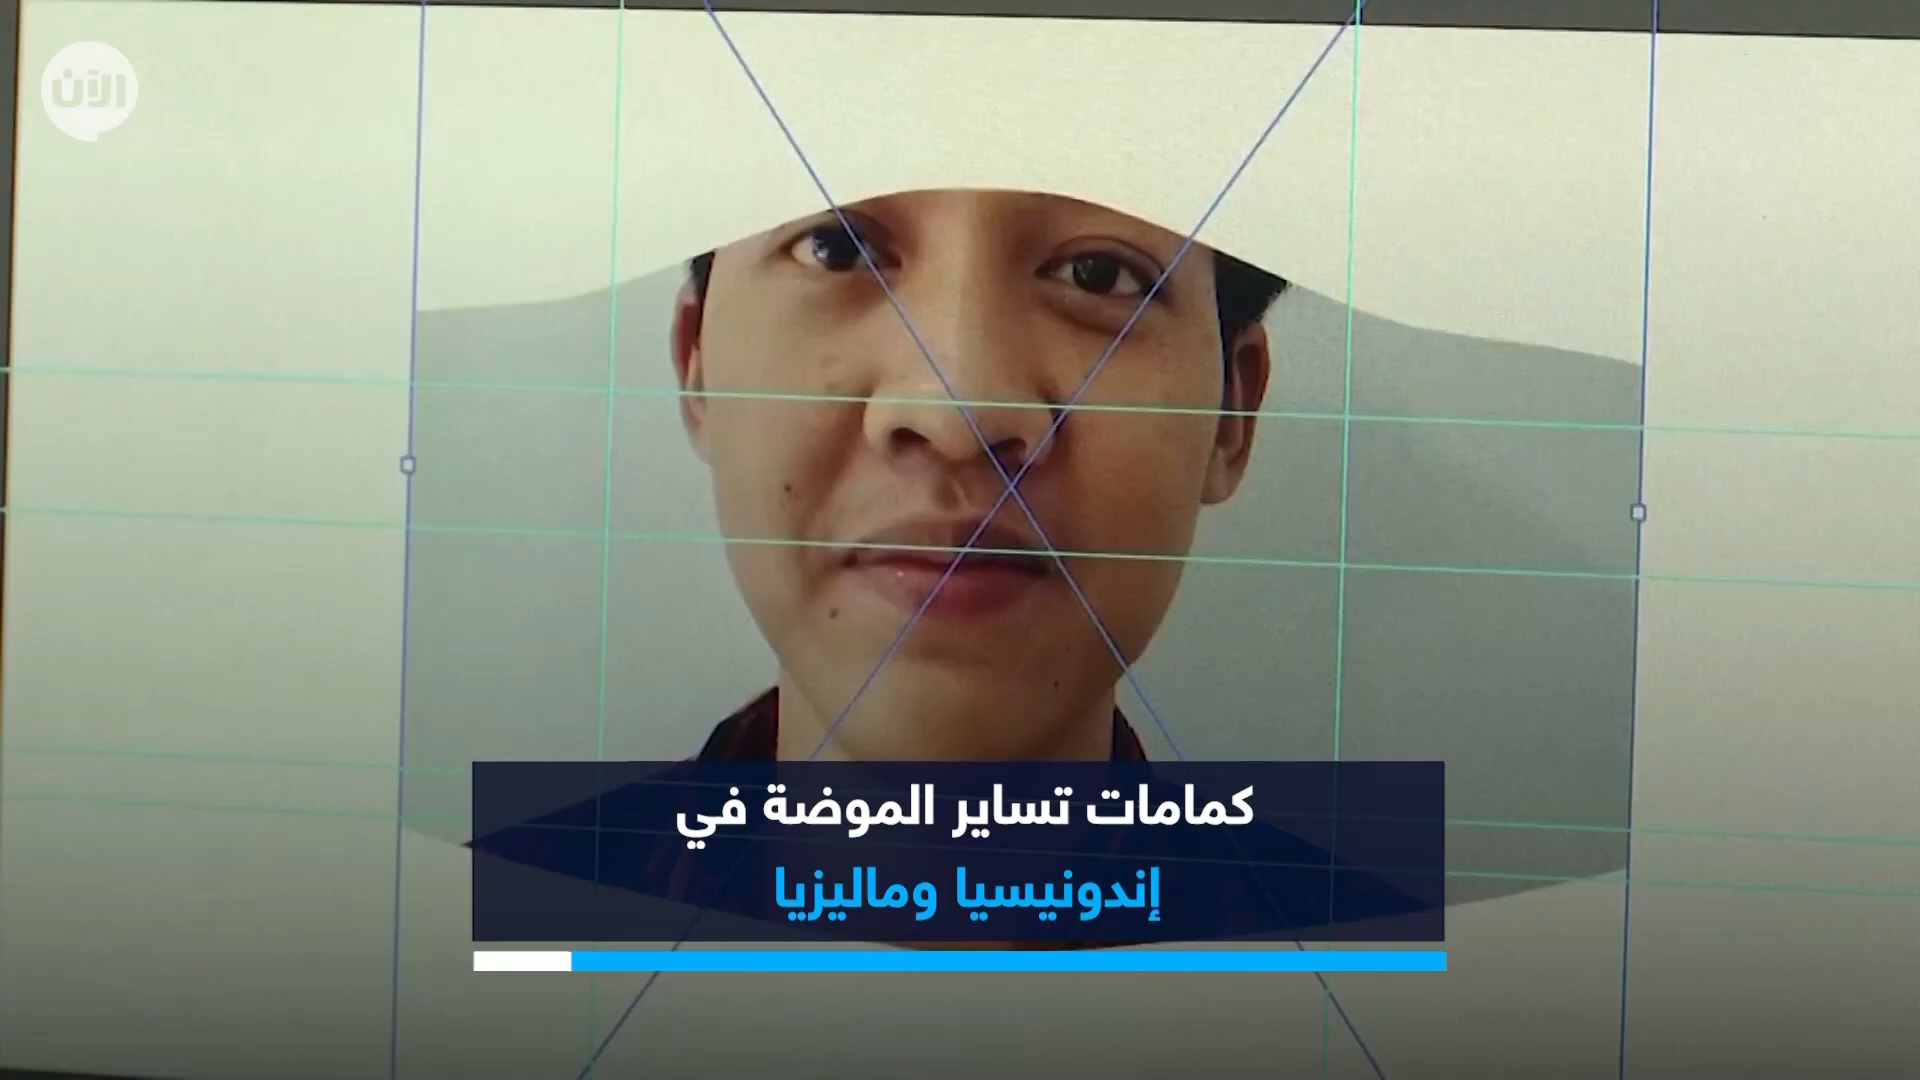 الآن
كمامات تساير الموضة في
إندونيسيا وماليزيا